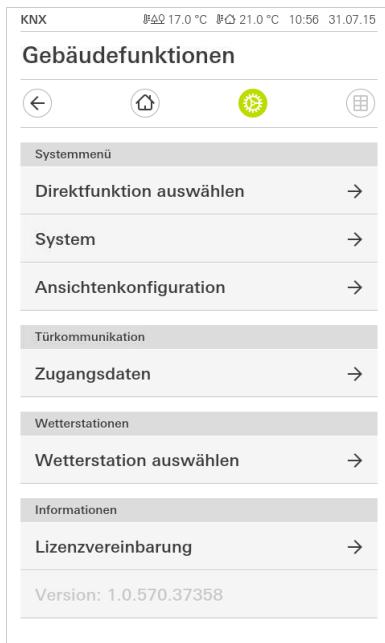 KNX 17.0 °C 21.0 °C 10:56 31.07.15
Gebäudefunktionen
Systemmenü
Direktfunktion auswählen
System
Ansichtenkonfiguration
Türkommunikation
Zugangsdaten
Wetterstationen
Wetterstation auswählen
Informationen
Lizenzvereinbarung
Version: 1.0.570.37358